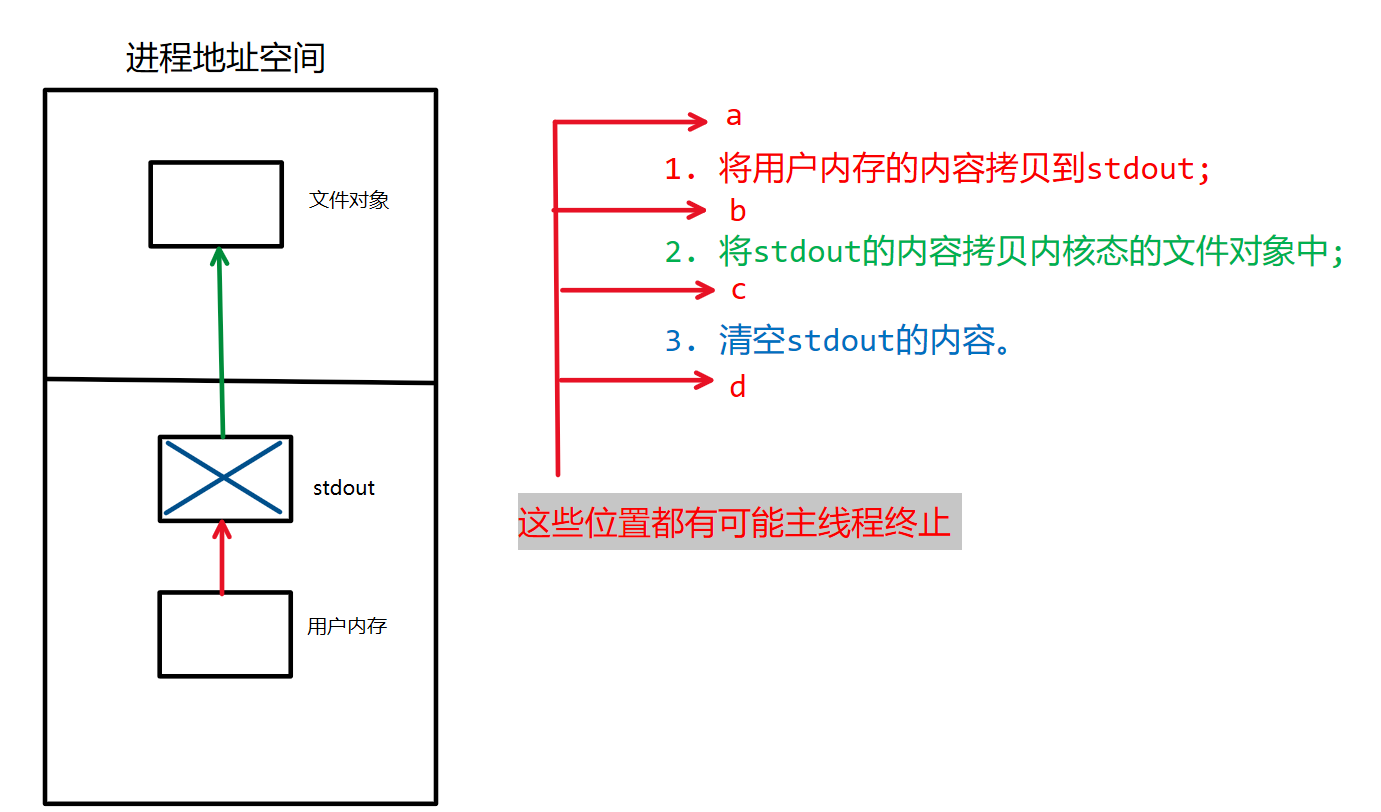 进程地址空间
文件对象
stdout
用户内存
a
1. 将用户内存的内容拷贝到stdout;
b
2. 将stdout的内容拷贝内核态的文件对象中;
c
3. 清空stdout的内容。
d
这些位置都有可能主线程终止